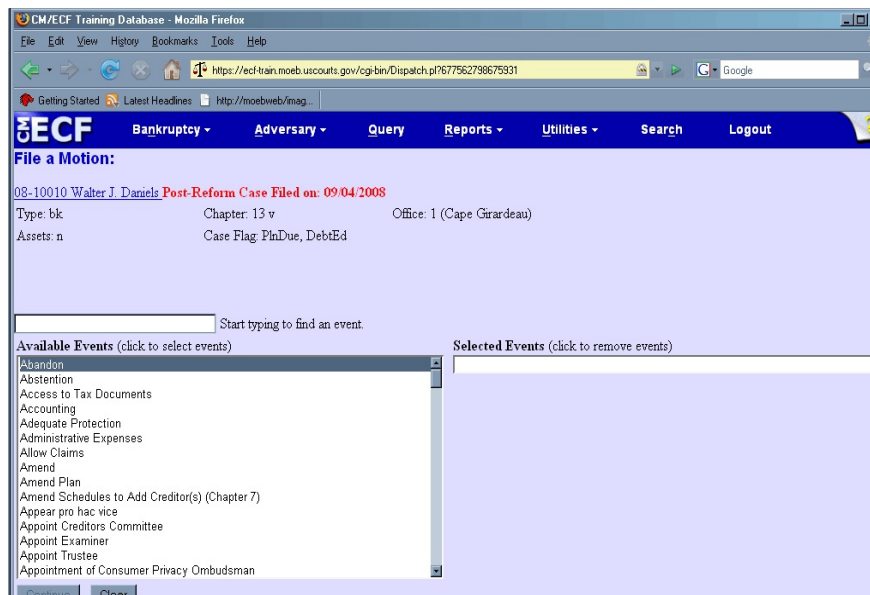 CM/ECF Training Database - Mozilla Firefox
File Edit View History Bookmarks Tools Help
https://ecf-train.moeb.uscourts.gov/cgi-bin/Dispatch.pl?677562798675931
G Google
Getting Started Latest Headlines http://moebweb/imag...
CM ECF Bankruptcy Adversary Query Reports Utilities Search Logout ?
File a Motion:
08-10010 Walter J. Daniels Post-Reform Case Filed on: 09/04/2008
Type: bk Chapter: 13 v Office: 1 (Cape Girardeau)
Assets: n Case Flag: PlnDue, DebtEd
Start typing to find an event.
Available Events (click to select events) Selected Events (click to remove events)
Abandon
Abstention
Access to Tax Documents
Accounting
Adequate Protection
Administrative Expenses
Allow Claims
Amend
Amend Plan
Amend Schedules to Add Creditor(s) (Chapter 7)
Appear pro hac vice
Appoint Creditors Committee
Appoint Examiner
Appoint Trustee
Appointment of Consumer Privacy Ombudsman
Continue Clear